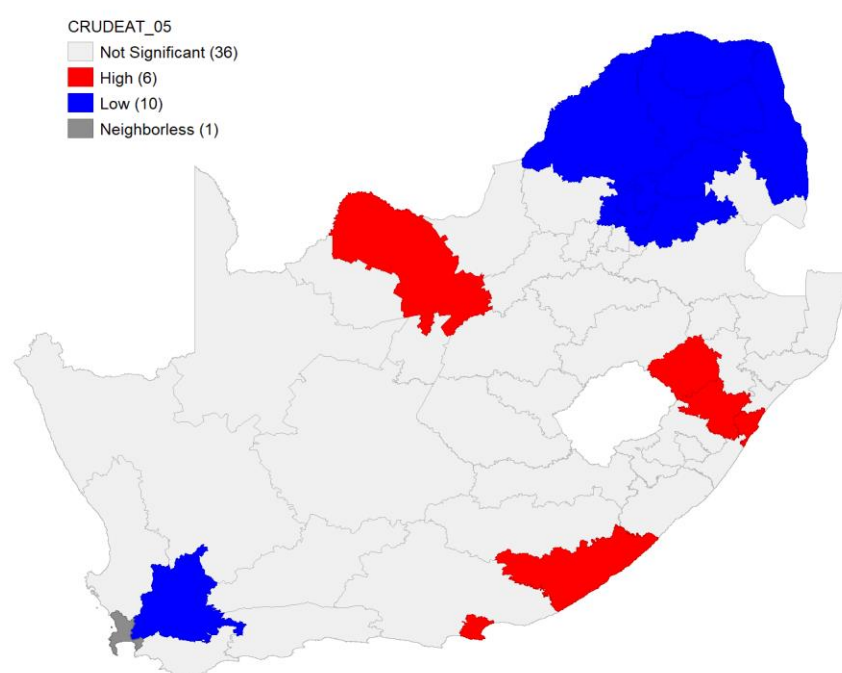 CRUDEAT_05
Not Significant (36)
High (6)
Low (10)
Neighborless (1)